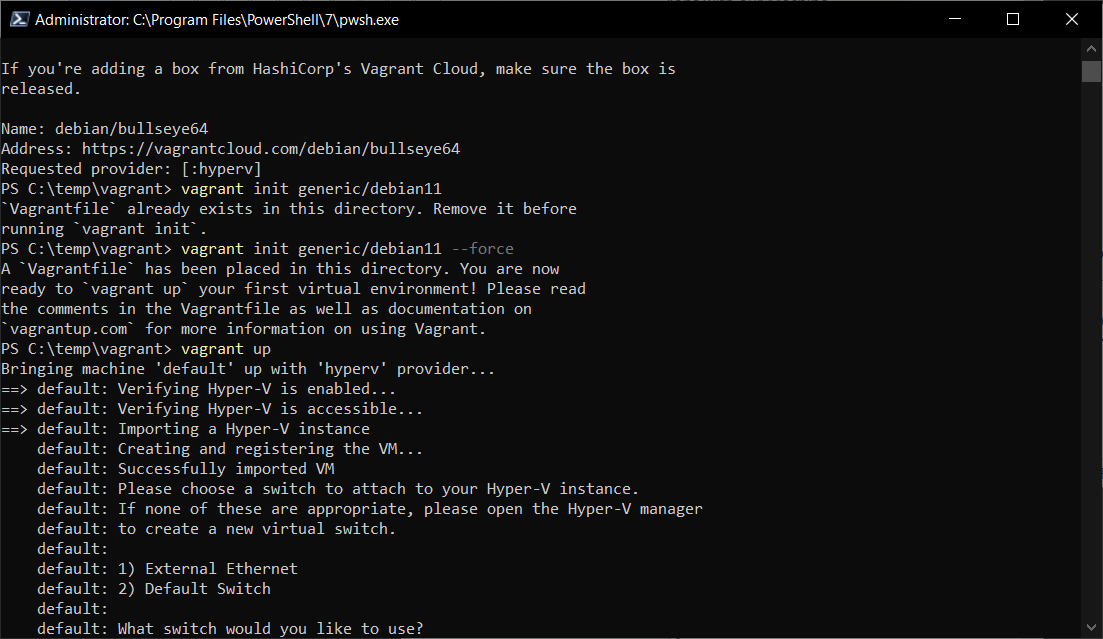 Administrator: C:\Program Files\PowerShell\7\pwsh.exe
If you're adding a box from HashiCorp's Vagrant Cloud, make sure the box is
released.
Name: debian/bullseye64
Address: https://vagrantcloud.com/debian/bullseye64
Requested provider: [:hyperv]
PS C:\temp\vagrant> vagrant init generic/debian11
`Vagrantfile` already exists in this directory. Remove it before
running `vagrant init`.
PS C:\temp\vagrant> vagrant init generic/debian11 --force
A `Vagrantfile` has been placed in this directory. You are now
ready to `vagrant up` your first virtual environment! Please read
the comments in the Vagrantfile as well as documentation on
`vagrantup.com` for more information on using Vagrant.
PS C:\temp\vagrant> vagrant up
Bringing machine 'default' up with 'hyperv' provider...
==> default: Verifying Hyper-V is enabled...
==> default: Verifying Hyper-V is accessible...
==> default: Importing a Hyper-V instance
    default: Creating and registering the VM...
    default: Successfully imported VM
    default: Please choose a switch to attach to your Hyper-V instance.
    default: If none of these are appropriate, please open the Hyper-V manager
    default: to create a new virtual switch.
    default:
    default: 1) External Ethernet
    default: 2) Default Switch
    default:
    default: What switch would you like to use?